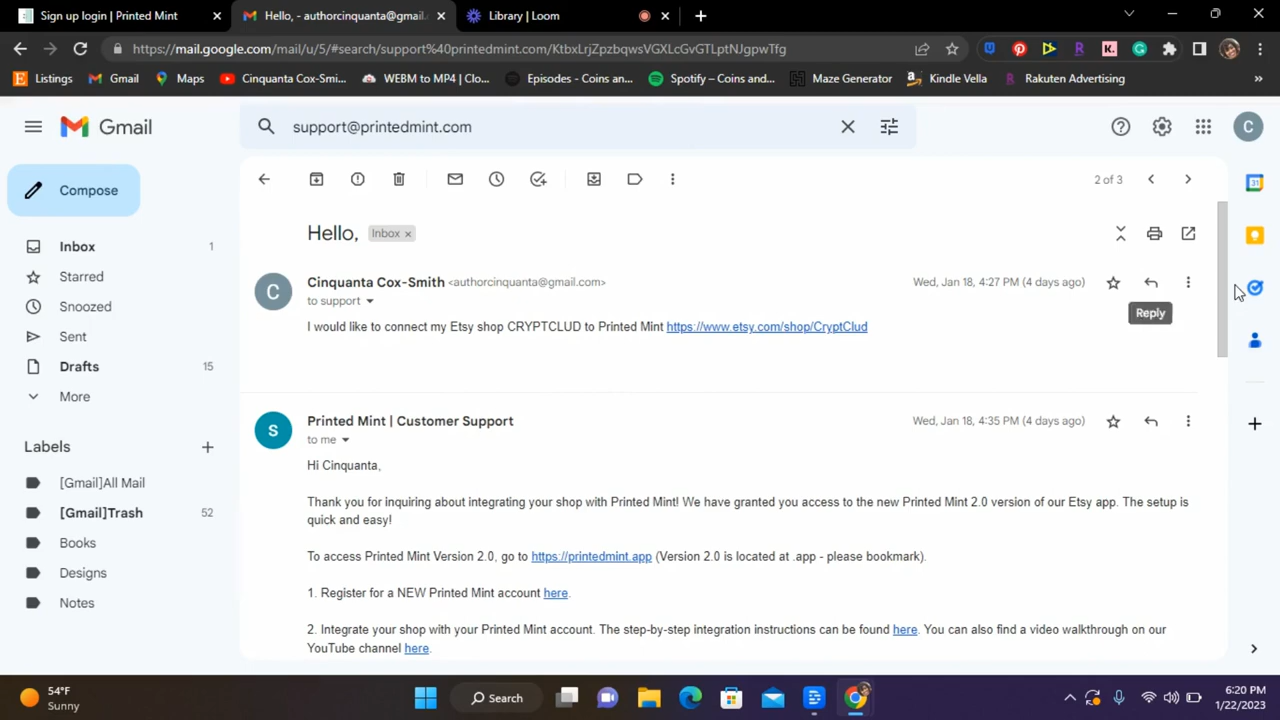 Sign up login | Printed Mint
Hello, - authorcinquanta@gmail.
Library | Loom
https://mail.google.com/mail/u/5/#search/support%40printedmint.com/KtbxLrjZpzbqwsVGXLcGvGTLptNJgpwTfg
Listings
Gmail
Maps
Cinquanta Cox-Smi...
WEBM to MP4 | Clo...
Episodes - Coins an...
Spotify – Coins and...
Maze Generator
Kindle Vella
Rakuten Advertising
Gmail
support@printedmint.com
Compose
2 of 3
Inbox 1
Starred
Snoozed
Sent
Drafts 15
More
Labels
[Gmail]All Mail
[Gmail]Trash 52
Books
Designs
Notes
Hello, Inbox x
Cinquanta Cox-Smith <authorcinquanta@gmail.com>
Wed, Jan 18, 4:27 PM (4 days ago)
to support
Reply
I would like to connect my Etsy shop CRYPTCLUD to Printed Mint https://www.etsy.com/shop/CryptClud
Printed Mint | Customer Support
Wed, Jan 18, 4:35 PM (4 days ago)
to me
Hi Cinquanta,
Thank you for inquiring about integrating your shop with Printed Mint! We have granted you access to the new Printed Mint 2.0 version of our Etsy app. The setup is
quick and easy!
To access Printed Mint Version 2.0, go to https://printedmint.app (Version 2.0 is located at .app - please bookmark).
1. Register for a NEW Printed Mint account here.
2. Integrate your shop with your Printed Mint account. The step-by-step integration instructions can be found here. You can also find a video walkthrough on our
YouTube channel here.
54°F
Sunny
Search
6:20 PM
1/22/2023